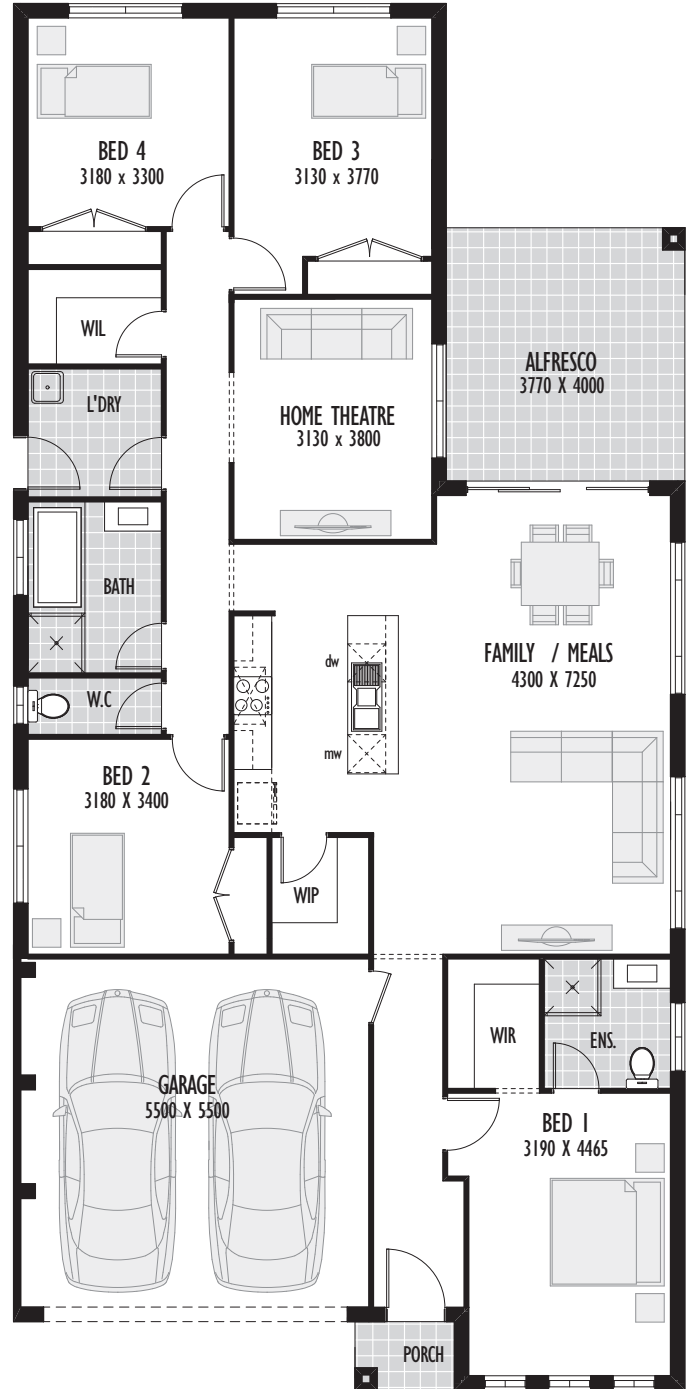 BED 4
3180 x 3300
BED 3
3130 x 3770
WIL
ALFRESCO
3770 X 4000
L'DRY
HOME THEATRE
3130 x 3800
BATH
dw
FAMILY / MEALS
4300 X 7250
W.C
mw
BED 2
3180 X 3400
WIP
WIR
ENS.
GARAGE
5500 X 5500
BED 1
3190 X 4465
PORCH